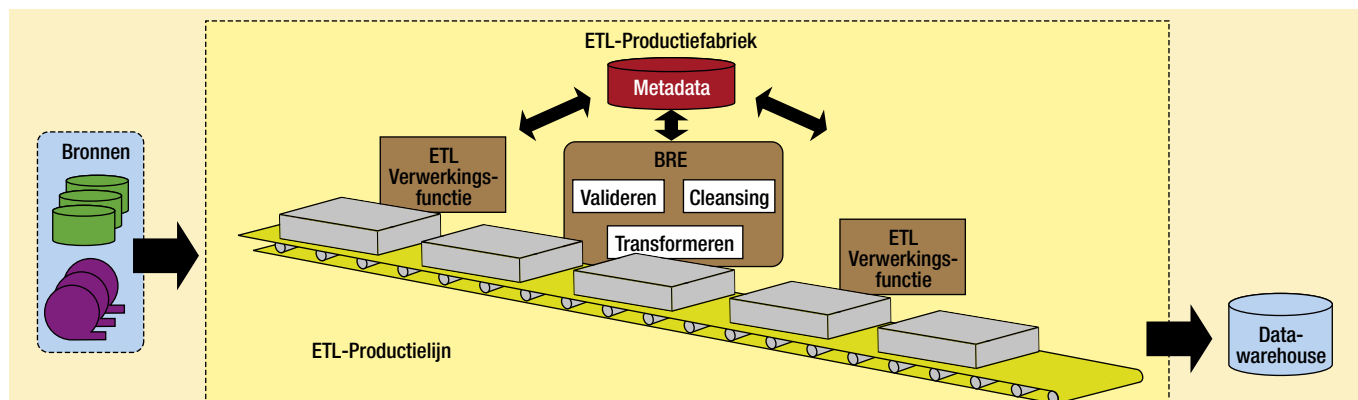 ETL-Productiefabriek
Metadata
Bronnen
ETL
Verwerkings-
functie
BRE
Valideren
Cleansing
Transformeren
ETL
Verwerkings-
functie
ETL-Productielijn
Data-
warehouse